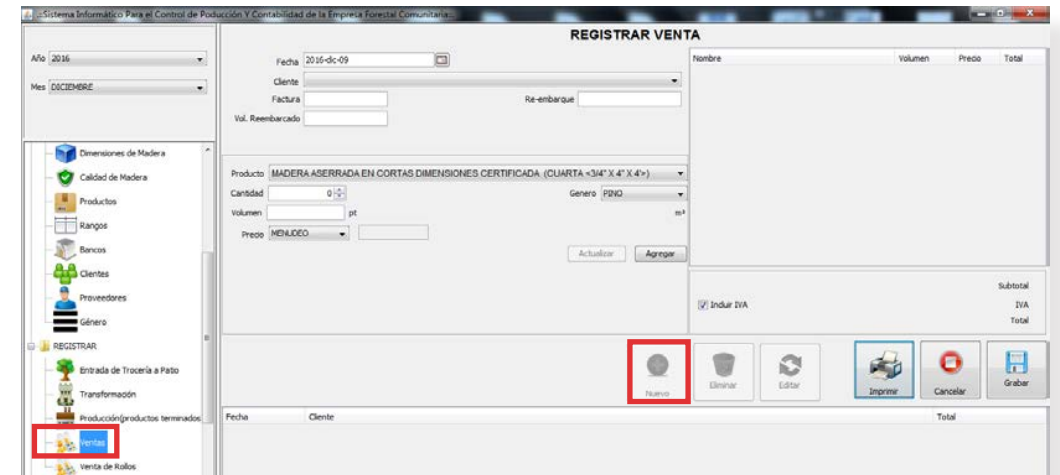 .::Sistema Informático Para el Control de Poducción Y Contabilidad de la Empresa Forestal Comunitaria::.
Año 2016
Mes DICIEMBRE
Dimensiones de Madera
Calidad de Madera
Productos
Rangos
Bancos
Clientes
Proveedores
Género
REGISTRAR
Entrada de Trocería a Patio
Transformación
Producción(productos terminados
Ventas
Venta de Rollos
REGISTRAR VENTA
Fecha 2016-dic-09
Cliente
Factura Re-embarque
Vol. Reembarcado
Producto MADERA ASERRADA EN CORTAS DIMENSIONES CERTIFICADA (CUARTA <3/4" X 4" X 4'>)
Cantidad 0 Genero PINO
Volumen pt m³
Precio MENUDEO
Actualizar Agregar
Nombre Volumen Precio Total
Subtotal
Incluir IVA IVA
Total
Nuevo Eliminar Editar Imprimir Cancelar Grabar
Fecha Cliente Total